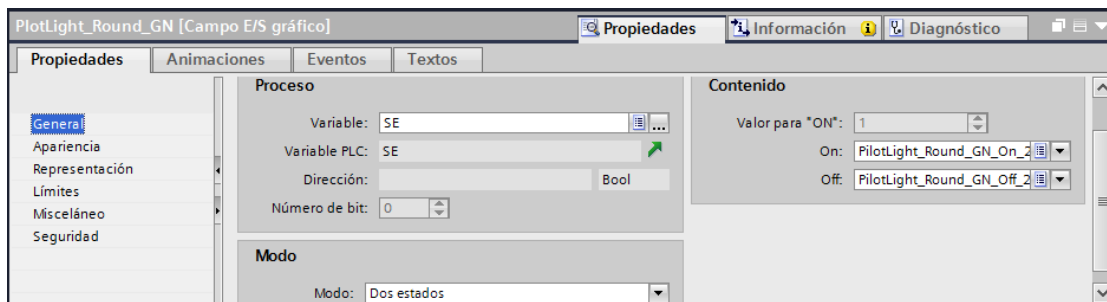 PlotLight_Round_GN [Campo E/S gráfico]
Propiedades Información Diagnóstico
Propiedades Animaciones Eventos Textos
General
Apariencia
Representación
Límites
Misceláneo
Seguridad
Proceso
Variable: SE
Variable PLC: SE
Dirección: Bool
Número de bit: 0
Modo
Modo: Dos estados
Contenido
Valor para "ON": 1
On: PilotLight_Round_GN_On_2
Off: PilotLight_Round_GN_Off_2